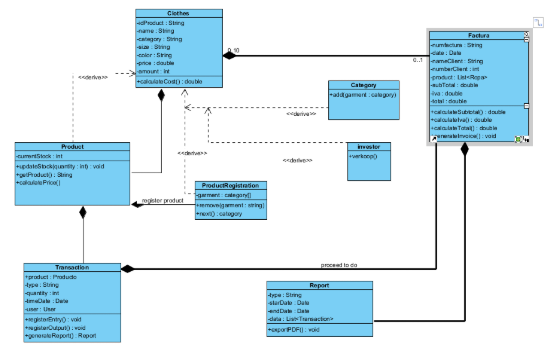 Clothes
-idProduct : String
-name : String
-category : String
-size : String
-color : String
-price : double
-amount : int
+calculateCost() : double
0..10
0..1
Factura
-numfactura : String
-date : Date
-nameClient : String
-numberClient : int
-product : List<Ropa>
-subTotal : double
-iva : double
-total : double
+calculateSubtotal() : double
+calculateIva() : double
+calculateTotal() : double
+generateInvoice() : void
<<derive>>
Category
+add(garment : category)
<<derive>>
investor
<<derive>>
<<derive>>
Product
-currentStock : int
+updateStock(quantity : int) : void
+getProduct() : String
+calculatePrice()
register product
ProductRegistration
-garment : category[]
+remove(garment : string)
+next() : category
Transaction
+product : Producto
-type : String
-quantity : int
-timeDate : Date
-user : User
+registerEntry() : void
+registerOutput() : void
+generateReport() : Report
proceed to do
Report
-type : String
-starDate : Date
-endDate : Date
-data : List<Transaction>
+exportPDF() : void